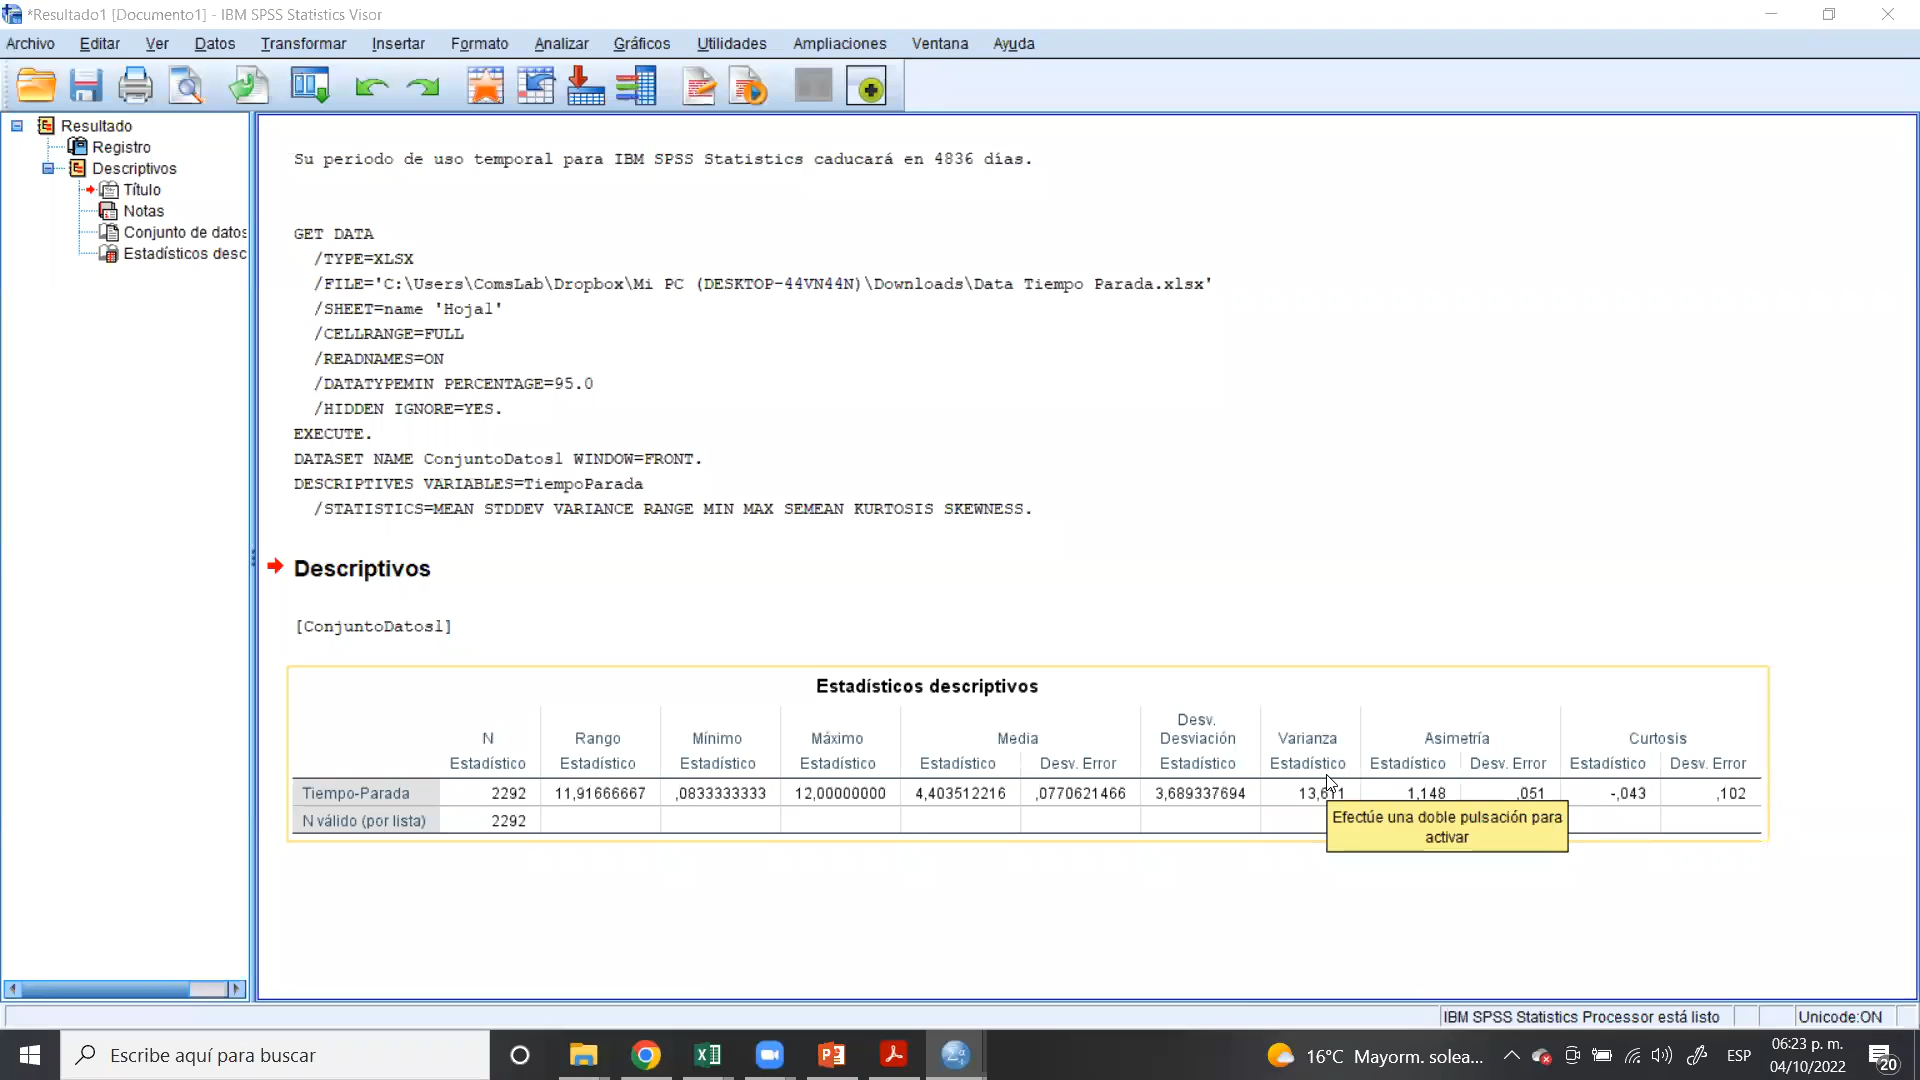 *Resultado1 [Documento1] - IBM SPSS Statistics Visor
Archivo Editar Ver Datos Transformar Insertar Formato Analizar Gráficos Utilidades Ampliaciones Ventana Ayuda
Resultado
Registro
Descriptivos
Título
Notas
Conjunto de datos
Estadísticos desc
Su periodo de uso temporal para IBM SPSS Statistics caducará en 4836 días.
GET DATA
/TYPE=XLSX
/FILE='C:\Users\ComsLab\Dropbox\Mi PC (DESKTOP-44VN44N)\Downloads\Data Tiempo Parada.xlsx'
/SHEET=name 'Hoja1'
/CELLRANGE=FULL
/READNAMES=ON
/DATATYPEMIN PERCENTAGE=95.0
/HIDDEN IGNORE=YES.
EXECUTE.
DATASET NAME ConjuntoDatos1 WINDOW=FRONT.
DESCRIPTIVES VARIABLES=TiempoParada
/STATISTICS=MEAN STDDEV VARIANCE RANGE MIN MAX SEMEAN KURTOSIS SKEWNESS.
Descriptivos
[ConjuntoDatos1]
Estadísticos descriptivos
N Rango Mínimo Máximo Media Desv. Desviación Varianza Asimetría Curtosis
Estadístico Estadístico Estadístico Estadístico Estadístico Desv. Error Estadístico Estadístico Estadístico Desv. Error Estadístico Desv. Error
Tiempo-Parada 2292 11,91666667 ,0833333333 12,00000000 4,403512216 ,0770621466 3,689337694 13,611 1,148 ,051 -,043 ,102
N válido (por lista) 2292
Efectúe una doble pulsación para
activar
IBM SPSS Statistics Processor está listo Unicode:ON
Escribe aquí para buscar
16°C Mayorm. solea... ESP
06:23 p. m.
04/10/2022
20